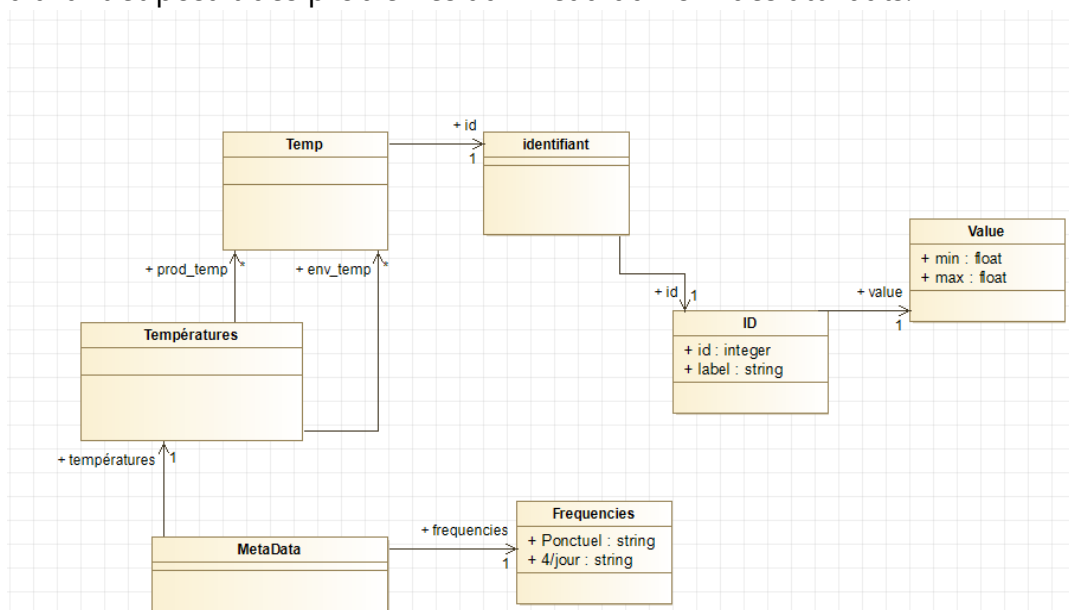 + id
Temp
identifiant
1
Value
+ min : float
+ max : float
+ prod_temp
*
+ env_temp
*
+ id
1
+ value
1
ID
+ id : integer
+ label : string
Températures
+ températures
1
Frequencies
+ frequencies
1
+ Ponctuel : string
+ 4/jour : string
MetaData